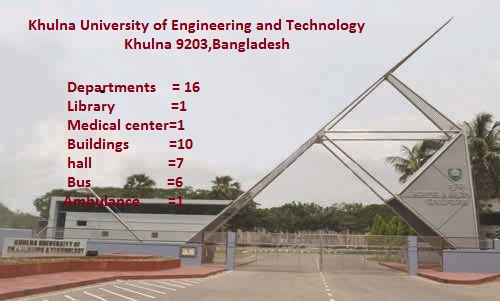 Khulna University of Engineering and Technology
Khulna 9203,Bangladesh
Departments = 16
Library =1
Medical center=1
Buildings =10
hall =7
Bus =6
Ambulance =1
KHULNA UNIVERSITY OF
ENGINEERING & TECHNOLOGY